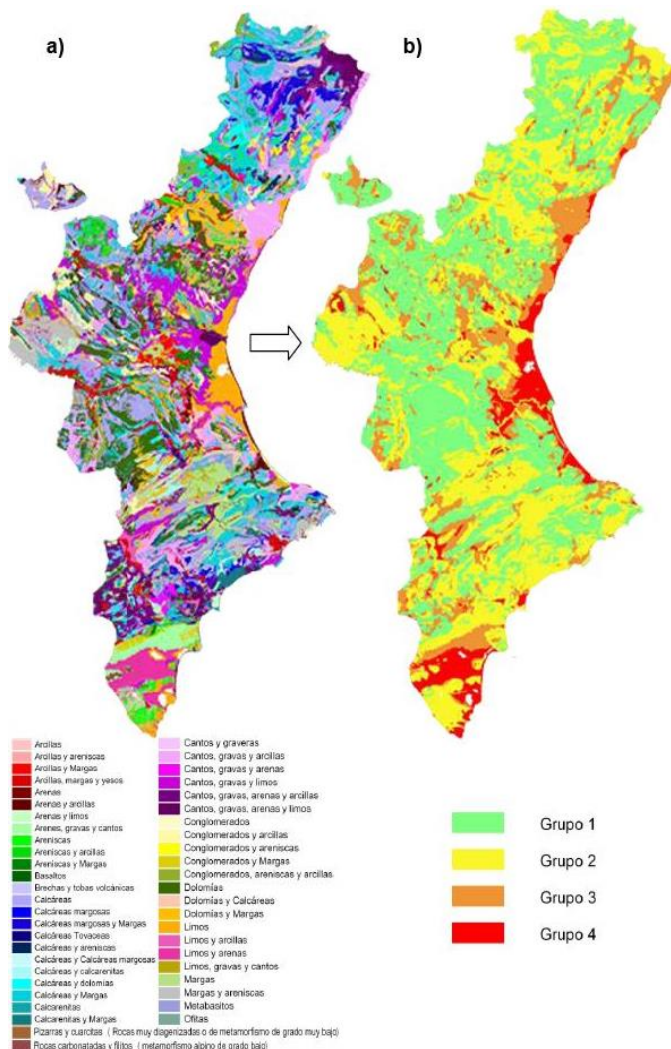 a)
b)
Arcillas
Arcillas y areniscas
Arcillas y Margas
Arcillas, margas y yesos
Arenas
Arenas y arcillas
Arenas y limos
Arenes, gravas y cantos
Areniscas
Areniscas y arcillas
Areniscas y Margas
Basaltos
Brechas y tobas volcánicas
Calcáreas
Calcáreas margosas
Calcáreas margosas y Margas
Calcáreas Tovaceas
Calcáreas y areniscas
Calcáreas y Calcáreas margosas
Calcáreas y calcarenitas
Calcáreas y dolomías
Calcáreas y Margas
Calcarenitas
Calcarenitas y Margas
Pizarras y cuarcitas ( Rocas muy diagenizadas o de metamorfismo de grado muy bajo)
Rocas carbonatadas y filitos ( metamorfismo alpino de grado bajo)
Cantos y graveras
Cantos, gravas y arcillas
Cantos, gravas y arenas
Cantos, gravas y limos
Cantos, gravas, arenas y arcillas
Cantos, gravas, arenas y limos
Conglomerados
Conglomerados y arcillas
Conglomerados y areniscas
Conglomerados y Margas
Conglomerados, areniscas y arcillas
Dolomías
Dolomías y Calcáreas
Dolomías y Margas
Limos
Limos y arcillas
Limos y arenas
Limos, gravas y cantos
Margas
Margas y areniscas
Metabasitos
Ofitas
Grupo 1
Grupo 2
Grupo 3
Grupo 4